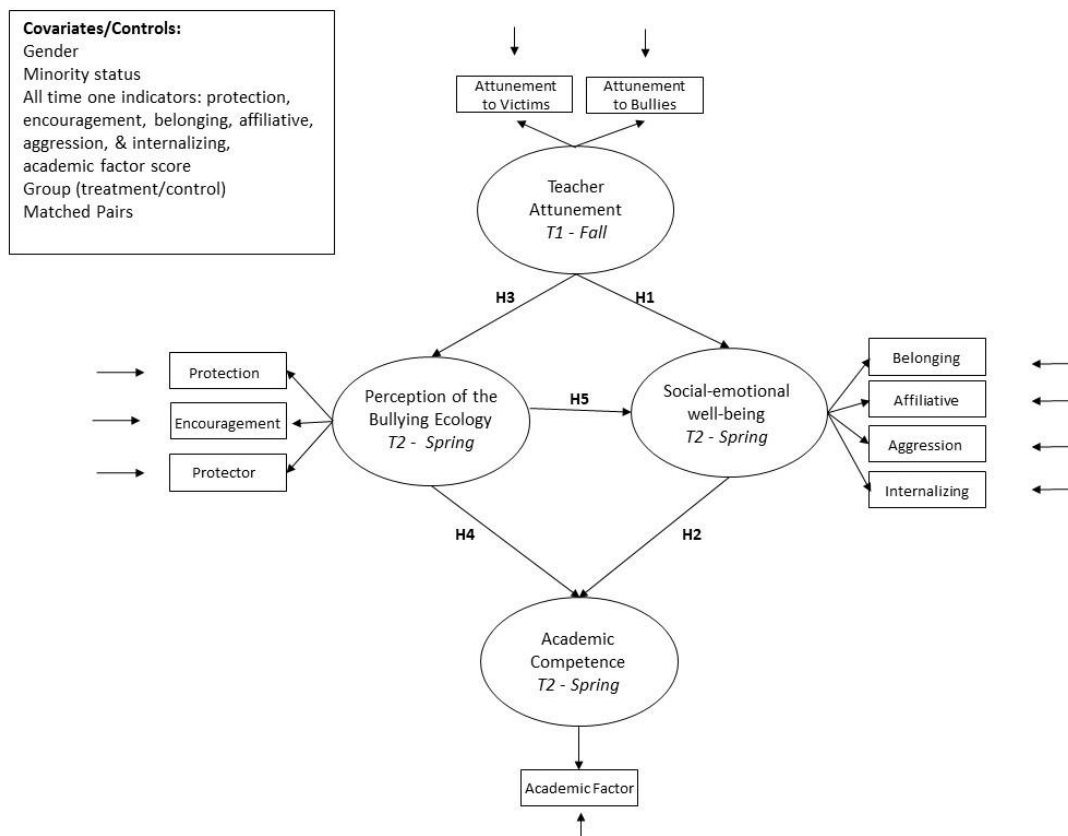 Covariates/Controls:
Gender
Minority status
All time one indicators: protection,
encouragement, belonging, affiliative,
aggression, & internalizing,
academic factor score
Group (treatment/control)
Matched Pairs
Attunement
to Victims
Attunement
to Bullies
Teacher
Attunement
T1 - Fall
H3
H1
Protection
Encouragement
Protector
Perception of the
Bullying Ecology
T2 - Spring
H5
Social-emotional
well-being
T2 - Spring
Belonging
Affiliative
Aggression
Internalizing
H4
H2
Academic
Competence
T2 - Spring
Academic Factor